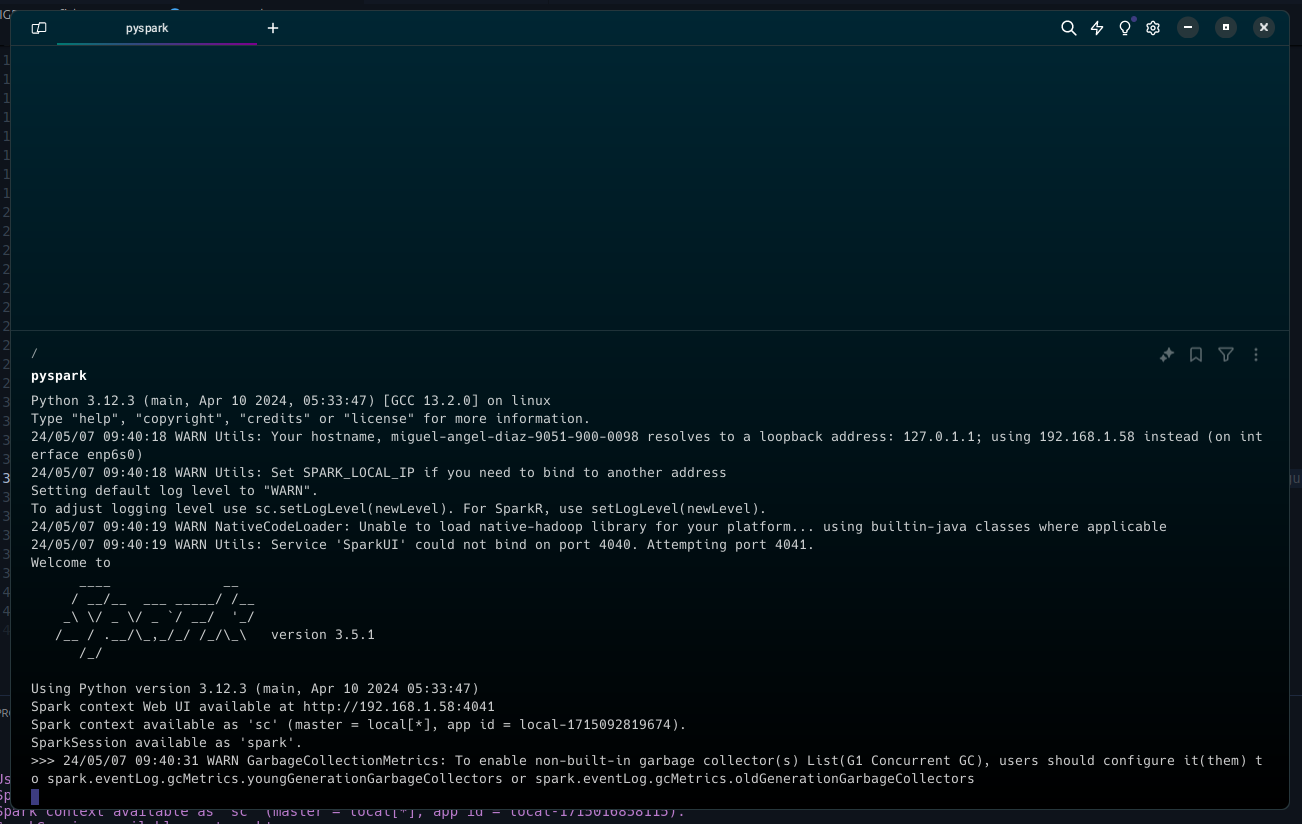 pyspark
/
pyspark
Python 3.12.3 (main, Apr 10 2024, 05:33:47) [GCC 13.2.0] on linux
Type "help", "copyright", "credits" or "license" for more information.
24/05/07 09:40:18 WARN Utils: Your hostname, miguel-angel-diaz-9051-900-0098 resolves to a loopback address: 127.0.1.1; using 192.168.1.58 instead (on int
erface enp6s0)
24/05/07 09:40:18 WARN Utils: Set SPARK_LOCAL_IP if you need to bind to another address
Setting default log level to "WARN".
To adjust logging level use sc.setLogLevel(newLevel). For SparkR, use setLogLevel(newLevel).
24/05/07 09:40:19 WARN NativeCodeLoader: Unable to load native-hadoop library for your platform... using builtin-java classes where applicable
24/05/07 09:40:19 WARN Utils: Service 'SparkUI' could not bind on port 4040. Attempting port 4041.
Welcome to
      ____              __
     / __/__  ___ _____/ /__
    _\ \/ _ \/ _ `/ __/  '_/
   /__ / .__/\_,_/_/ /_/\_\   version 3.5.1
      /_/
Using Python version 3.12.3 (main, Apr 10 2024 05:33:47)
Spark context Web UI available at http://192.168.1.58:4041
Spark context available as 'sc' (master = local[*], app id = local-1715092819674).
SparkSession available as 'spark'.
>>> 24/05/07 09:40:31 WARN GarbageCollectionMetrics: To enable non-built-in garbage collector(s) List(G1 Concurrent GC), users should configure it(them) t
o spark.eventLog.gcMetrics.youngGenerationGarbageCollectors or spark.eventLog.gcMetrics.oldGenerationGarbageCollectors
Spark context available as 'sc' (master = local[*], app id = local-1715016858115).